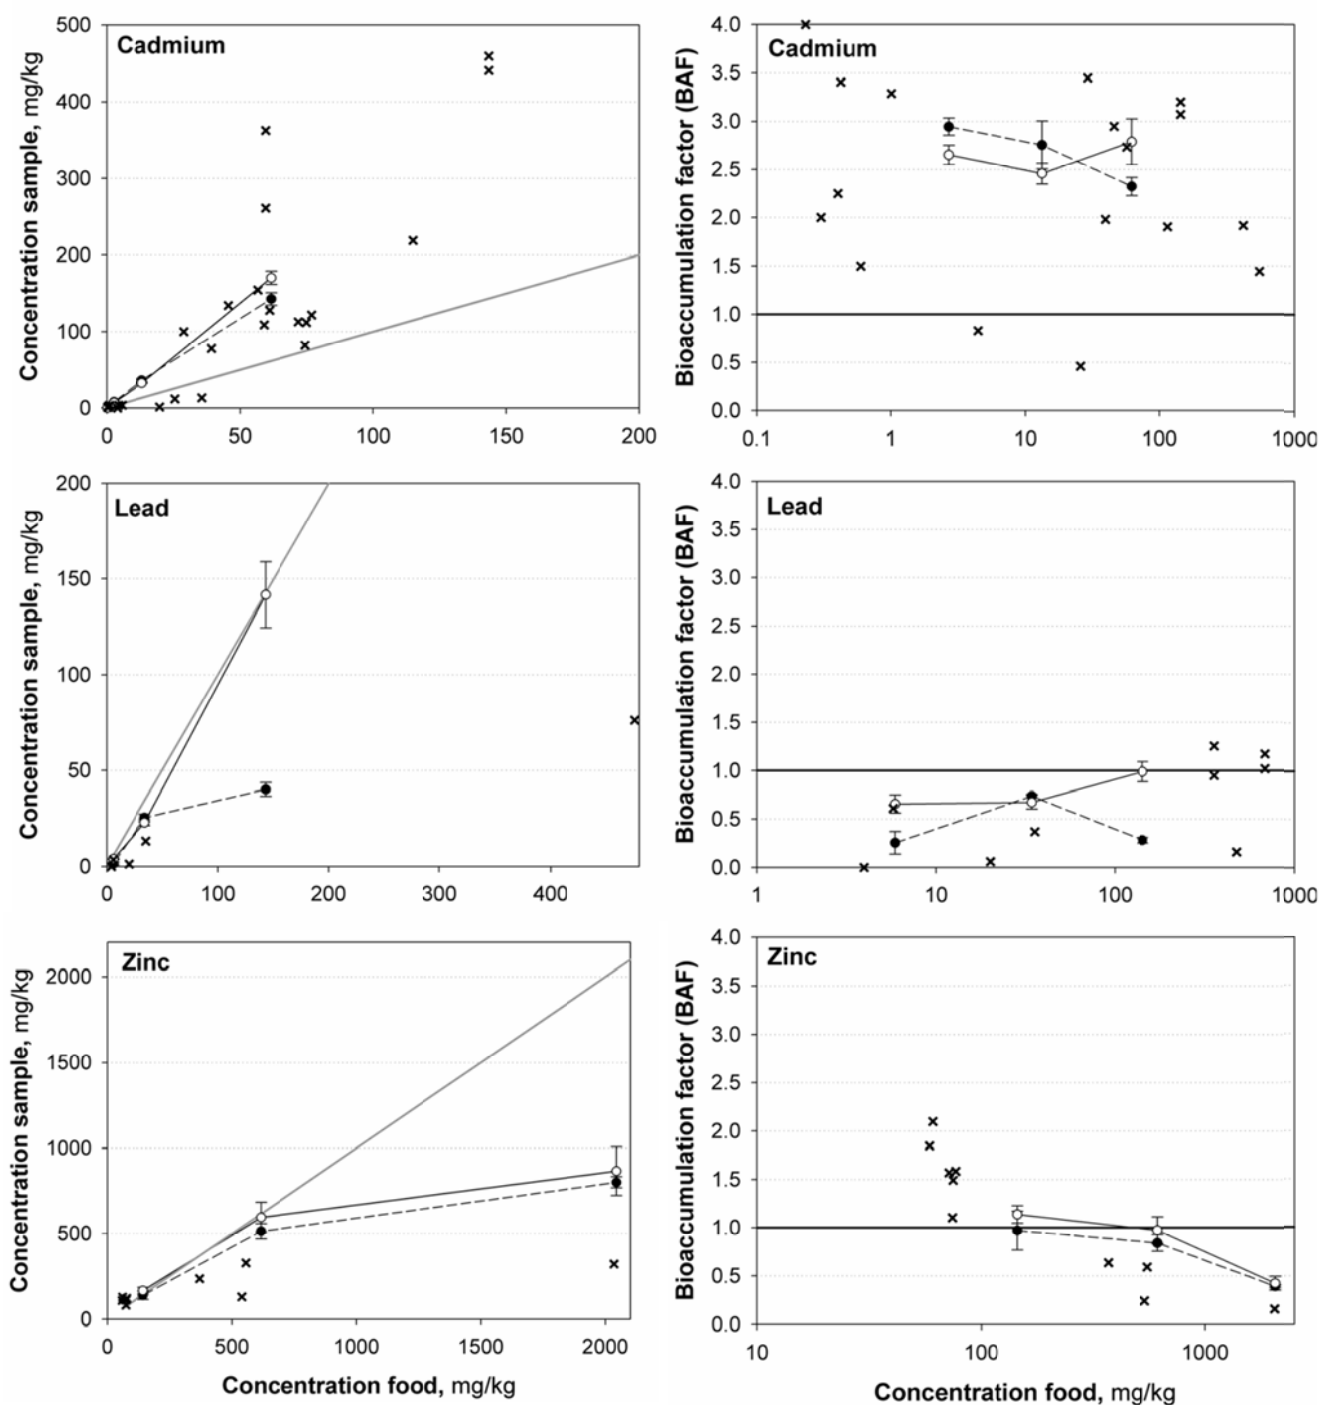 Cadmium
Concentration sample, mg/kg
500
400
300
200
100
0
0 50 100 150 200
Cadmium
Bioaccumulation factor (BAF)
4.0
3.5
3.0
2.5
2.0
1.5
1.0
0.5
0.0
0.1 1 10 100 1000
Lead
Concentration sample, mg/kg
200
150
100
50
0
0 100 200 300 400
Lead
Bioaccumulation factor (BAF)
4.0
3.5
3.0
2.5
2.0
1.5
1.0
0.5
0.0
1 10 100 1000
Zinc
Concentration sample, mg/kg
2000
1500
1000
500
0
0 500 1000 1500 2000
Concentration food, mg/kg
Zinc
Bioaccumulation factor (BAF)
4.0
3.5
3.0
2.5
2.0
1.5
1.0
0.5
0.0
10 100 1000
Concentration food, mg/kg